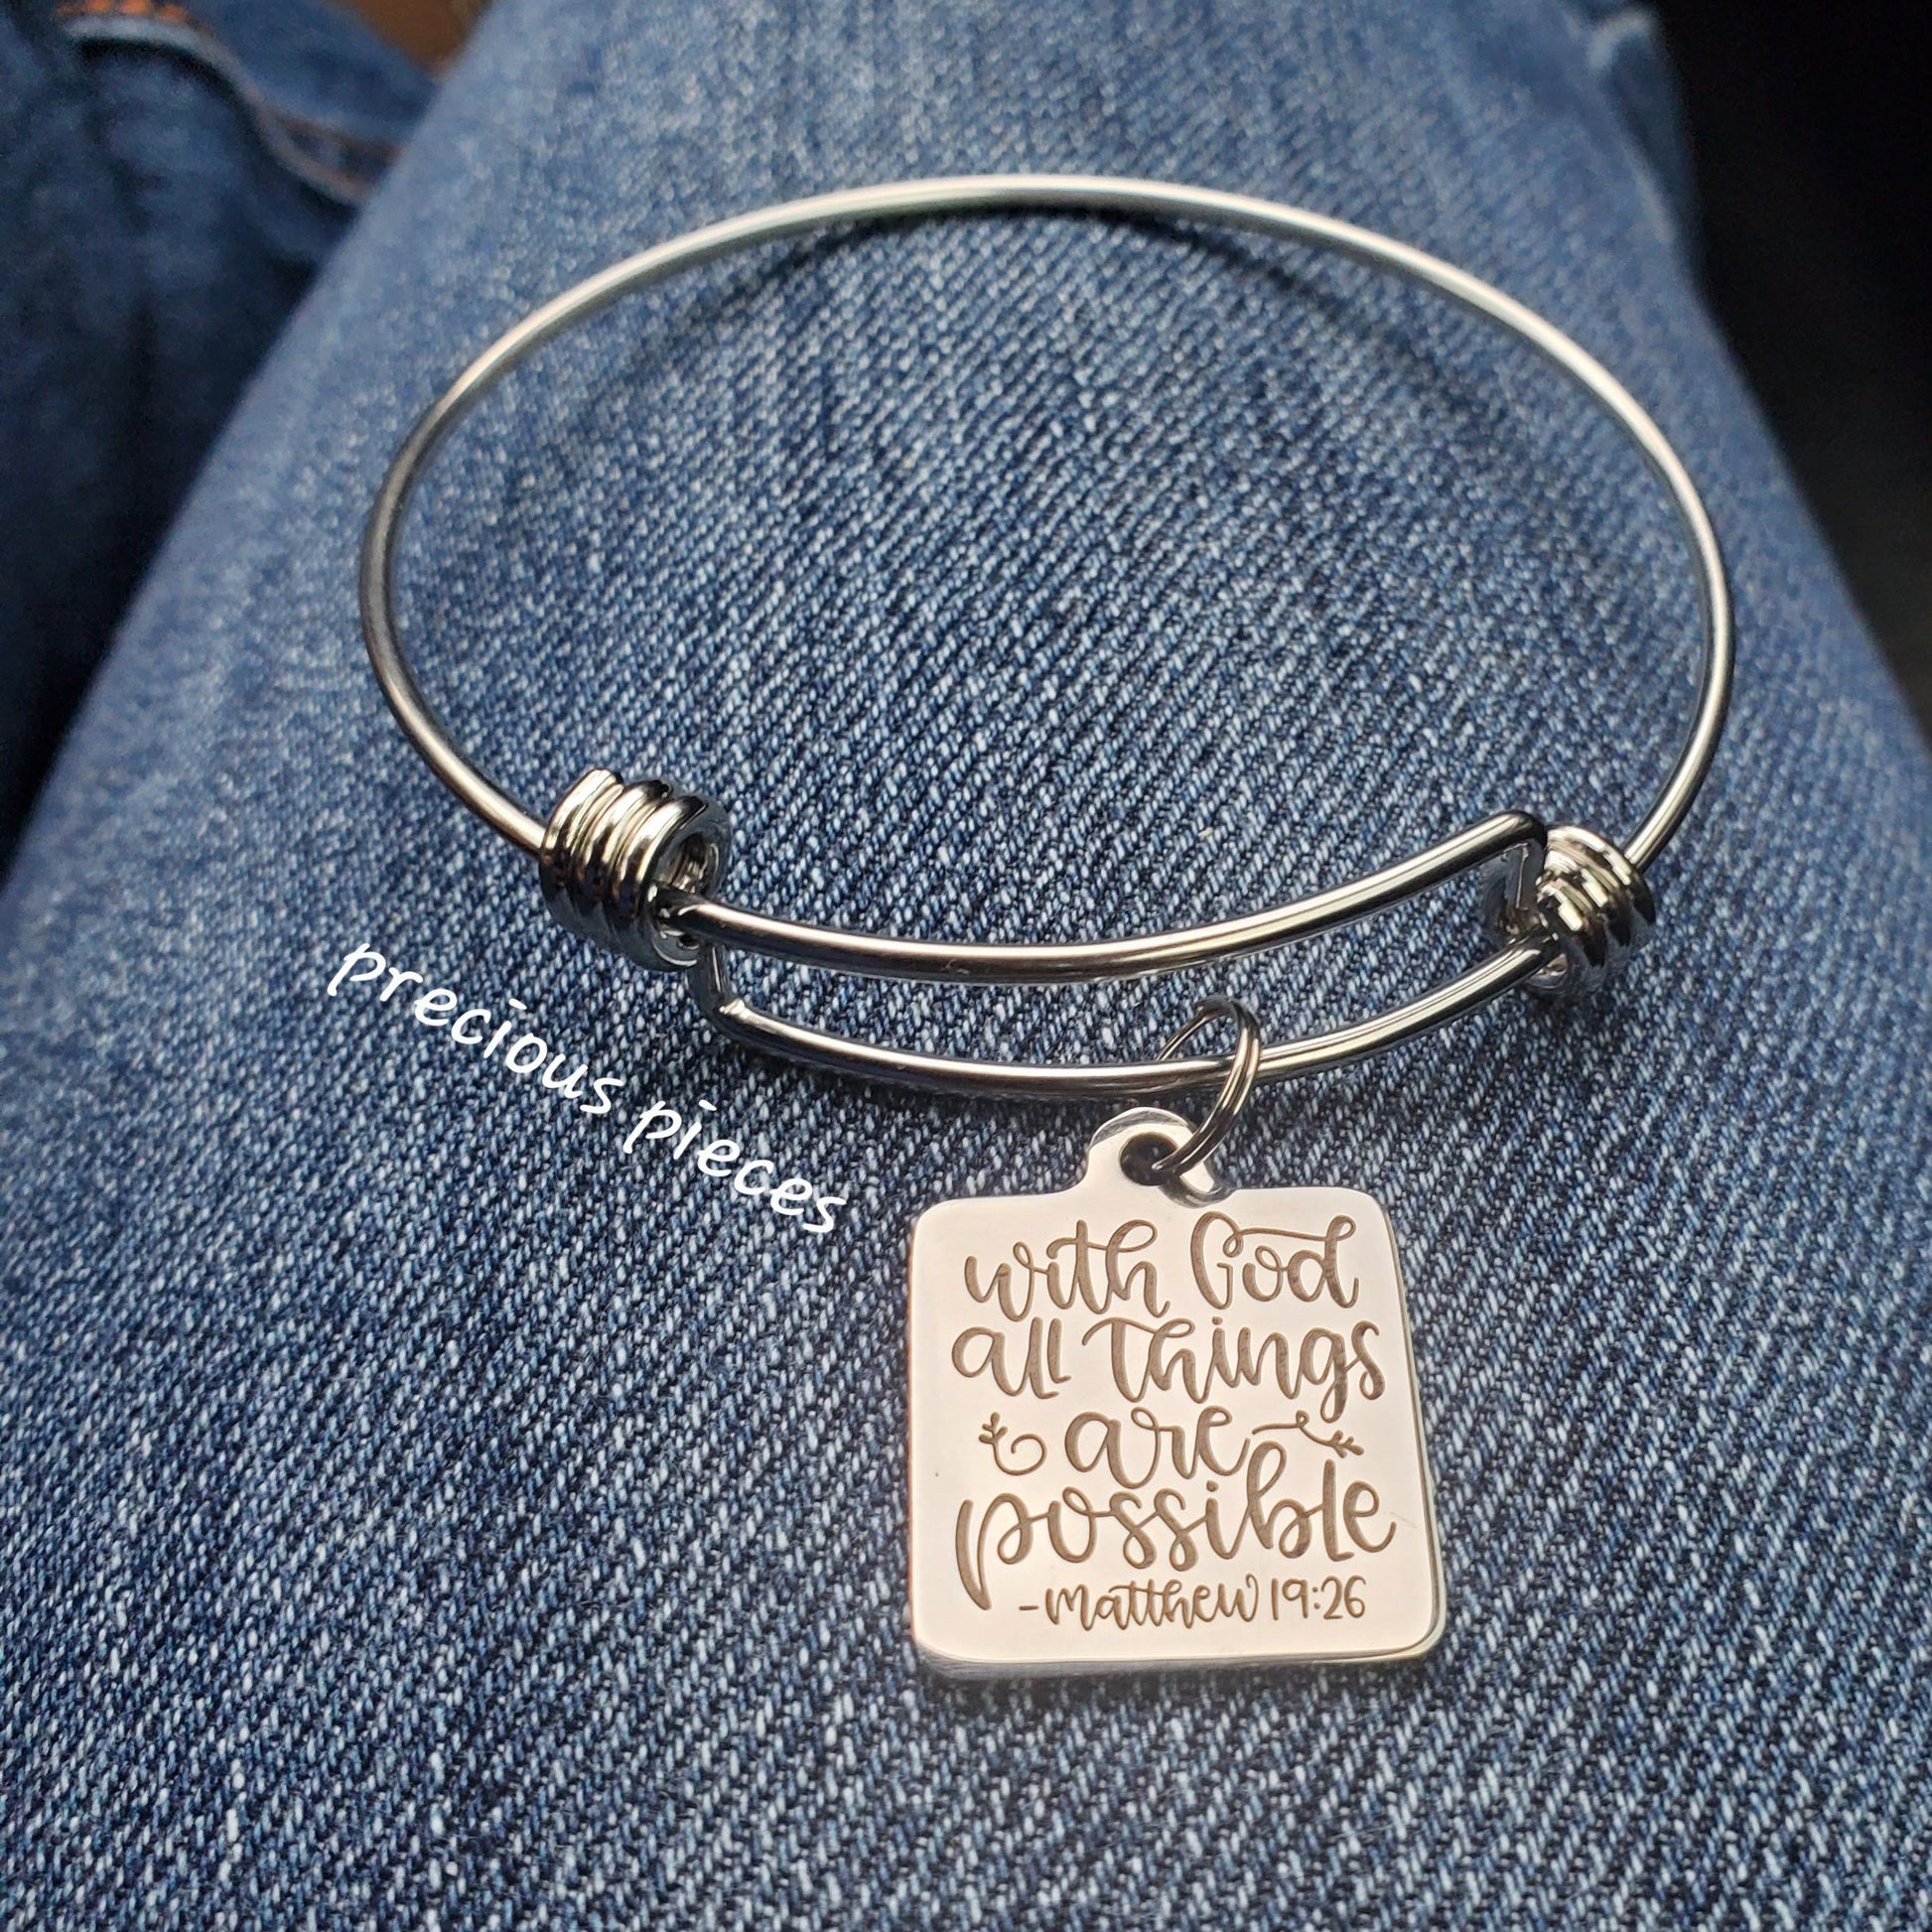 precious pieces
with God
all things
are
possible
-Matthew 19:26